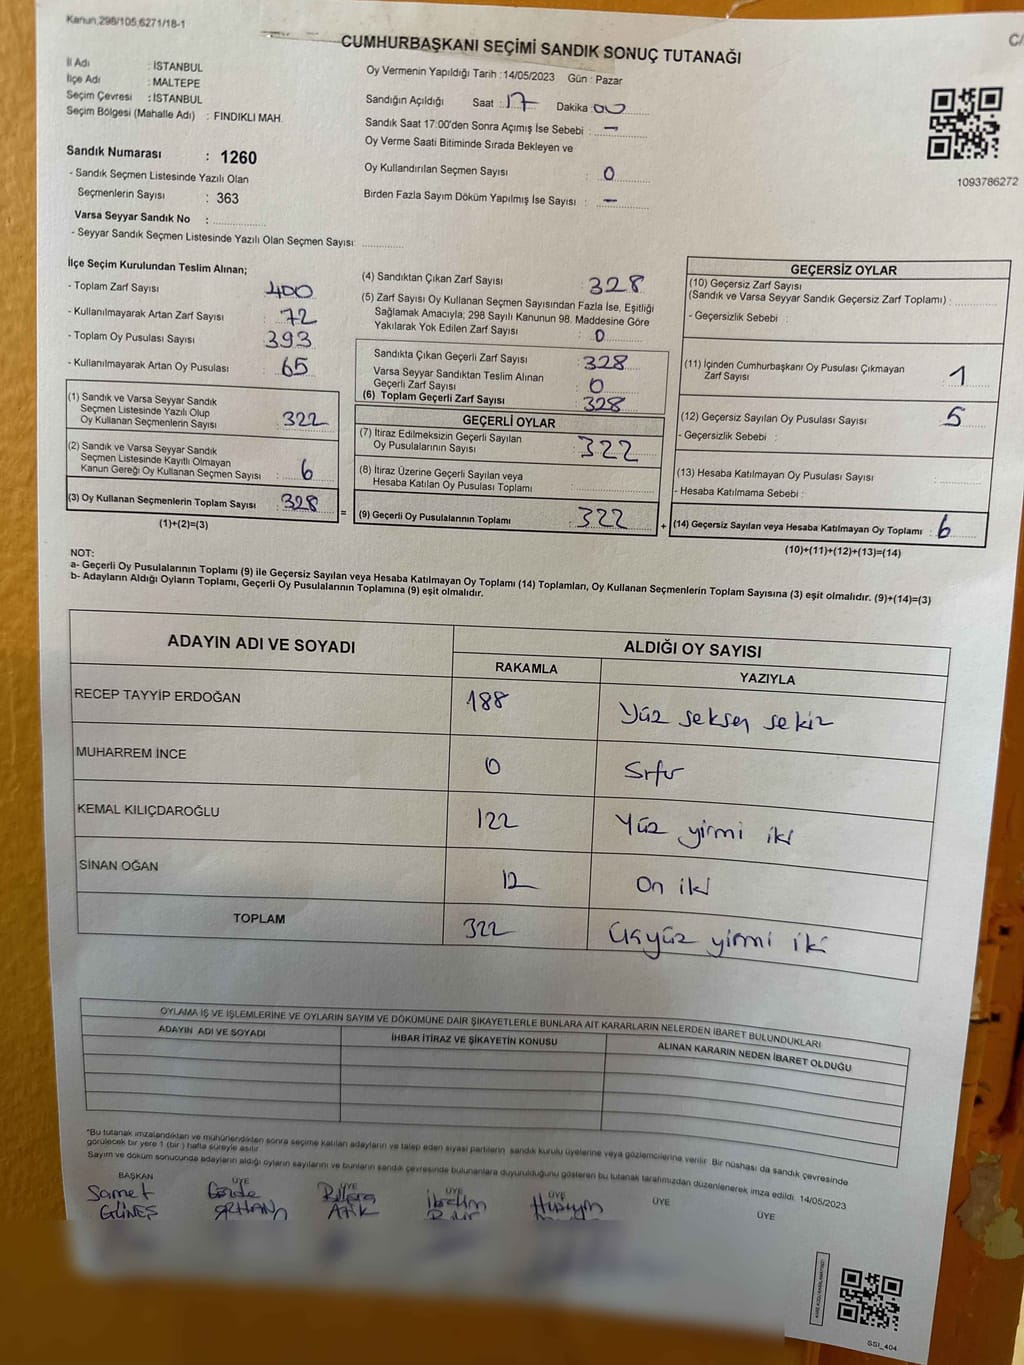 Kanun,298/105,6271/18-1
C/
CUMHURBAŞKANI SEÇİMİ SANDIK SONUÇ TUTANAĞI
İl Adı : İSTANBUL
İlçe Adı : MALTEPE
Seçim Çevresi : İSTANBUL
Seçim Bölgesi (Mahalle Adı) : FINDIKLI MAH.
Sandık Numarası : 1260
- Sandık Seçmen Listesinde Yazılı Olan
Seçmenlerin Sayısı : 363
Varsa Seyyar Sandık No :
- Seyyar Sandık Seçmen Listesinde Yazılı Olan Seçmen Sayısı:
Oy Vermenin Yapıldığı Tarih : 14/05/2023 Gün : Pazar
Sandığın Açıldığı Saat : 17 Dakika 00
Sandık Saat 17:00'den Sonra Açımış İse Sebebi : —
Oy Verme Saati Bitiminde Sırada Bekleyen ve
Oy Kullandırılan Seçmen Sayısı : 0
Birden Fazla Sayım Döküm Yapılmış İse Sayısı : —
1093786272
İlçe Seçim Kurulundan Teslim Alınan;
- Toplam Zarf Sayısı 400
- Kullanılmayarak Artan Zarf Sayısı : 72
- Toplam Oy Pusulası Sayısı : 393
- Kullanılmayarak Artan Oy Pusulası : 65
(1) Sandık ve Varsa Seyyar Sandık
Seçmen Listesinde Yazılı Olup
Oy Kullanan Seçmenlerin Sayısı : 322
(2) Sandık ve Varsa Seyyar Sandık
Seçmen Listesinde Kayıtlı Olmayan
Kanun Gereği Oy Kullanan Seçmen Sayısı : 6
(3) Oy Kullanan Seçmenlerin Toplam Sayısı : 328
(1)+(2)=(3)
=
(4) Sandıktan Çıkan Zarf Sayısı : 328
(5) Zarf Sayısı Oy Kullanan Seçmen Sayısından Fazla İse, Eşitliği
Sağlamak Amacıyla; 298 Sayılı Kanunun 98. Maddesine Göre
Yakılarak Yok Edilen Zarf Sayısı : 0
Sandıkta Çıkan Geçerli Zarf Sayısı : 328
Varsa Seyyar Sandıktan Teslim Alınan
Geçerli Zarf Sayısı : 0
(6) Toplam Geçerli Zarf Sayısı : 328
GEÇERLİ OYLAR
(7) İtiraz Edilmeksizin Geçerli Sayılan
Oy Pusulalarının Sayısı : 322
(8) İtiraz Üzerine Geçerli Sayılan veya
Hesaba Katılan Oy Pusulası Toplamı :
(9) Geçerli Oy Pusulalarının Toplamı : 322
+
GEÇERSİZ OYLAR
(10) Geçersiz Zarf Sayısı
(Sandık ve Varsa Seyyar Sandık Geçersiz Zarf Toplamı) :
- Geçersizlik Sebebi :
(11) İçinden Cumhurbaşkanı Oy Pusulası Çıkmayan
Zarf Sayısı : 1
(12) Geçersiz Sayılan Oy Pusulası Sayısı : 5
- Geçersizlik Sebebi :
(13) Hesaba Katılmayan Oy Pusulası Sayısı :
- Hesaba Katılmama Sebebi :
(14) Geçersiz Sayılan veya Hesaba Katılmayan Oy Toplamı : 6
(10)+(11)+(12)+(13)=(14)
NOT:
a- Geçerli Oy Pusulalarının Toplamı (9) ile Geçersiz Sayılan veya Hesaba Katılmayan Oy Toplamı (14) Toplamları, Oy Kullanan Seçmenlerin Toplam Sayısına (3) eşit olmalıdır. (9)+(14)=(3)
b- Adayların Aldığı Oyların Toplamı, Geçerli Oy Pusulalarının Toplamına (9) eşit olmalıdır.
ADAYIN ADI VE SOYADI
ALDIĞI OY SAYISI
RAKAMLA YAZIYLA
RECEP TAYYİP ERDOĞAN 188 Yüz seksen sekiz
MUHARREM İNCE 0 Sıfır
KEMAL KILIÇDAROĞLU 122 Yüz yirmi iki
SİNAN OĞAN 12 On iki
TOPLAM 322 Üçyüz yirmi iki
OYLAMA İŞ VE İŞLEMLERİNE VE OYLARIN SAYIM VE DÖKÜMÜNE DAİR ŞİKAYETLERLE BUNLARA AİT KARARLARIN NELERDEN İBARET BULUNDUKLARI
ADAYIN ADI VE SOYADI İHBAR İTİRAZ VE ŞİKAYETİN KONUSU ALINAN KARARIN NEDEN İBARET OLDUĞU
*Bu tutanak imzalandıktan ve mühürlendikten sonra seçime katılan adayların ve talep eden siyasi partilerin sandık kurulu üyelerine veya gözlemcilerine verilir. Bir nüshası da sandık çevresinde
görülecek bir yere 1 (bir) hafta süreyle asılır.
Sayım ve döküm sonucunda adayların aldığı oyların sayılarını ve bunların sandık çevresinde bulunanlara duyurulduğunu gösteren bu tutanak tarafımızdan düzenlenerek imza edildi. 14/05/2023
BAŞKAN ÜYE ÜYE ÜYE ÜYE ÜYE ÜYE
Samet İbrahim Hüseyin
GÜNEŞ ATİK
SSİ_404